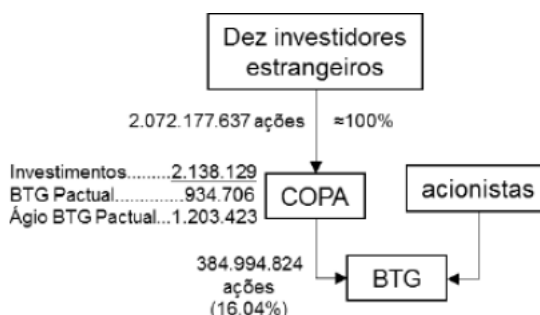 Dez investidores
estrangeiros
2.072.177.637 ações ≈100%
Investimentos.........2.138.129
BTG Pactual..............934.706
Ágio BTG Pactual...1.203.423
COPA
acionistas
384.994.824
ações
(16.04%)
BTG